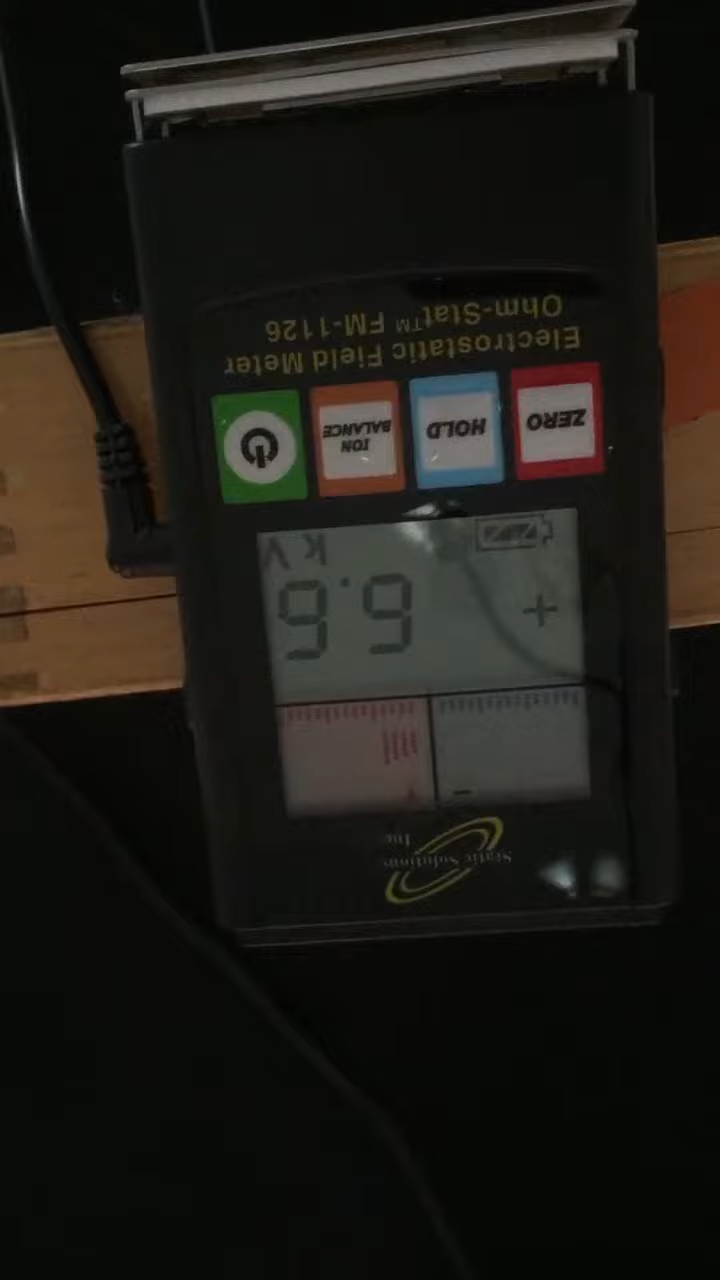 Static Solutions
Inc.
- +
+ 6.6
kV
ZERO
HOLD
ION
BALANCE
Electrostatic Field Meter
Ohm-Stat™ FM-1126